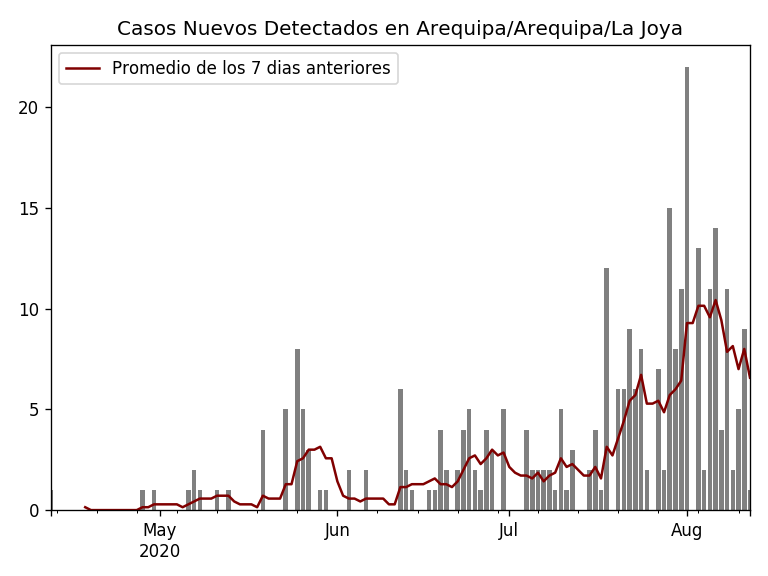 Casos Nuevos Detectados en Arequipa/Arequipa/La Joya
Promedio de los 7 dias anteriores
20
15
10
5
0
May Jun Jul Aug
2020